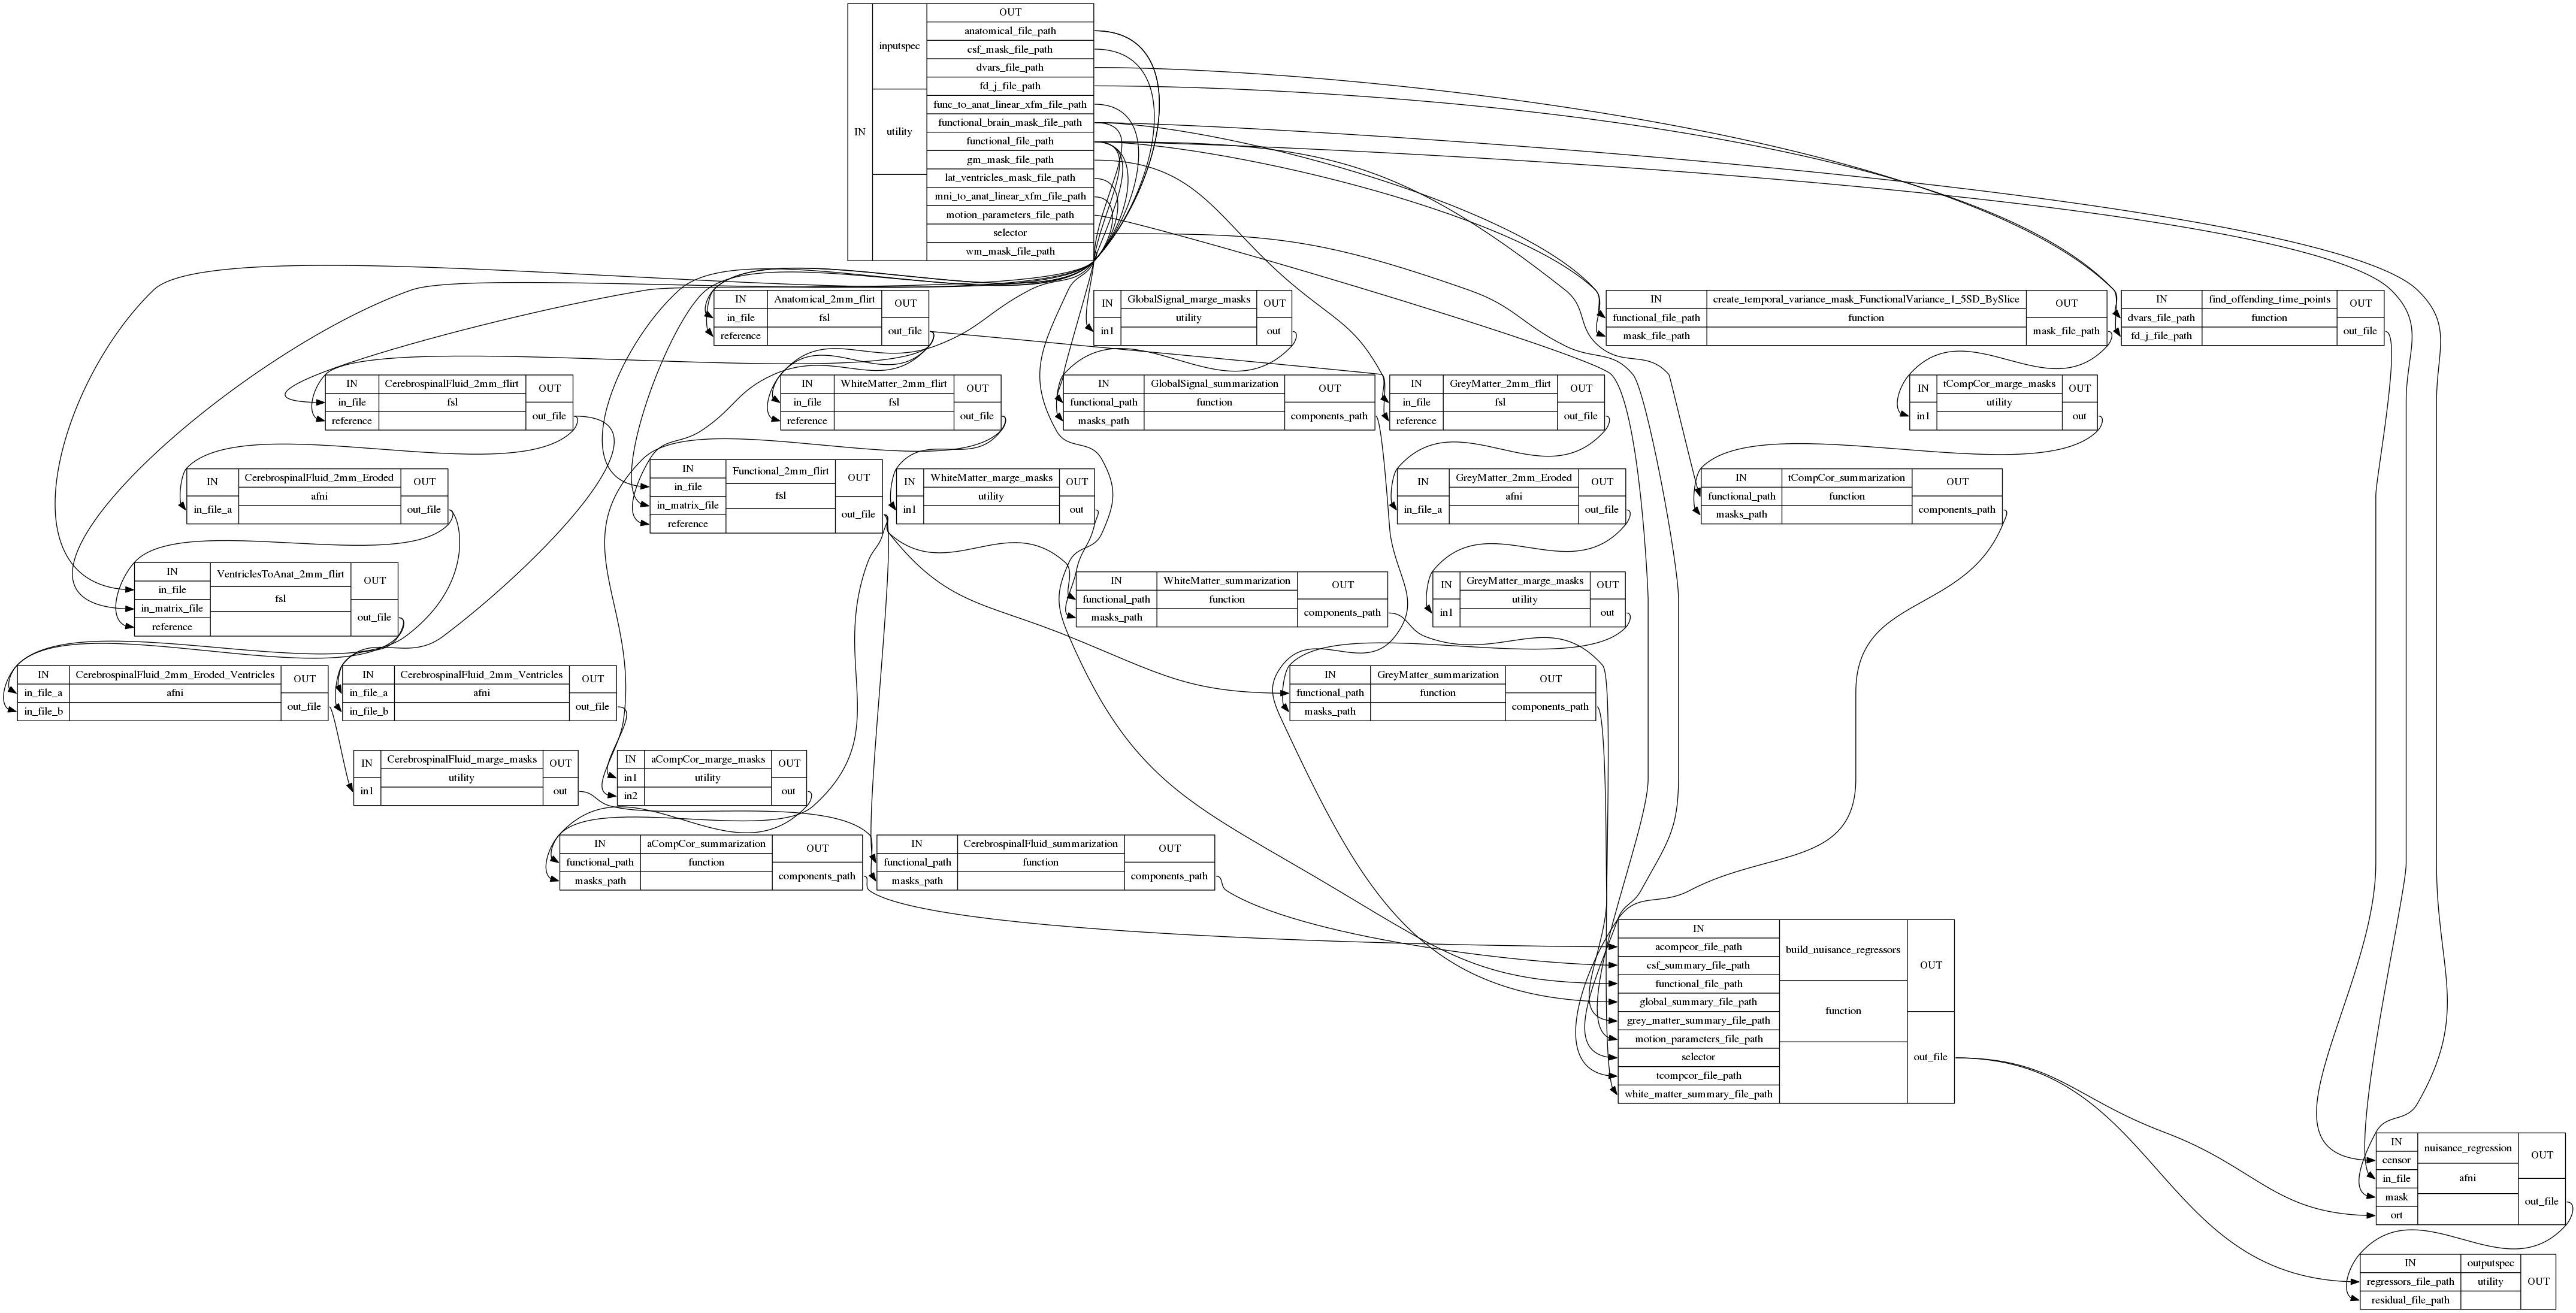 IN
inputspec
utility
OUT
anatomical_file_path
csf_mask_file_path
dvars_file_path
fd_j_file_path
func_to_anat_linear_xfm_file_path
functional_brain_mask_file_path
functional_file_path
gm_mask_file_path
lat_ventricles_mask_file_path
mni_to_anat_linear_xfm_file_path
motion_parameters_file_path
selector
wm_mask_file_path
IN
in_file
reference
Anatomical_2mm_flirt
fsl
OUT
out_file
IN
in1
GlobalSignal_marge_masks
utility
OUT
out
IN
functional_file_path
mask_file_path
create_temporal_variance_mask_FunctionalVariance_1_5SD_BySlice
function
OUT
mask_file_path
IN
dvars_file_path
fd_j_file_path
find_offending_time_points
function
OUT
out_file
IN
in_file
reference
CerebrospinalFluid_2mm_flirt
fsl
OUT
out_file
IN
in_file
reference
WhiteMatter_2mm_flirt
fsl
OUT
out_file
IN
functional_path
masks_path
GlobalSignal_summarization
function
OUT
components_path
IN
in_file
reference
GreyMatter_2mm_flirt
fsl
OUT
out_file
IN
in1
tCompCor_marge_masks
utility
OUT
out
IN
in_file_a
CerebrospinalFluid_2mm_Eroded
afni
OUT
out_file
IN
in_file
in_matrix_file
reference
Functional_2mm_flirt
fsl
OUT
out_file
IN
in1
WhiteMatter_marge_masks
utility
OUT
out
IN
in_file_a
GreyMatter_2mm_Eroded
afni
OUT
out_file
IN
functional_path
masks_path
tCompCor_summarization
function
OUT
components_path
IN
in_file
in_matrix_file
reference
VentriclesToAnat_2mm_flirt
fsl
OUT
out_file
IN
functional_path
masks_path
WhiteMatter_summarization
function
OUT
components_path
IN
in1
GreyMatter_marge_masks
utility
OUT
out
IN
in_file_a
in_file_b
CerebrospinalFluid_2mm_Eroded_Ventricles
afni
OUT
out_file
IN
in_file_a
in_file_b
CerebrospinalFluid_2mm_Ventricles
afni
OUT
out_file
IN
functional_path
masks_path
GreyMatter_summarization
function
OUT
components_path
IN
in1
CerebrospinalFluid_marge_masks
utility
OUT
out
IN
in1
in2
aCompCor_marge_masks
utility
OUT
out
IN
functional_path
masks_path
aCompCor_summarization
function
OUT
components_path
IN
functional_path
masks_path
CerebrospinalFluid_summarization
function
OUT
components_path
IN
acompcor_file_path
csf_summary_file_path
functional_file_path
global_summary_file_path
grey_matter_summary_file_path
motion_parameters_file_path
selector
tcompcor_file_path
white_matter_summary_file_path
build_nuisance_regressors
function
OUT
out_file
IN
censor
in_file
mask
ort
nuisance_regression
afni
OUT
out_file
IN
regressors_file_path
residual_file_path
outputspec
utility
OUT